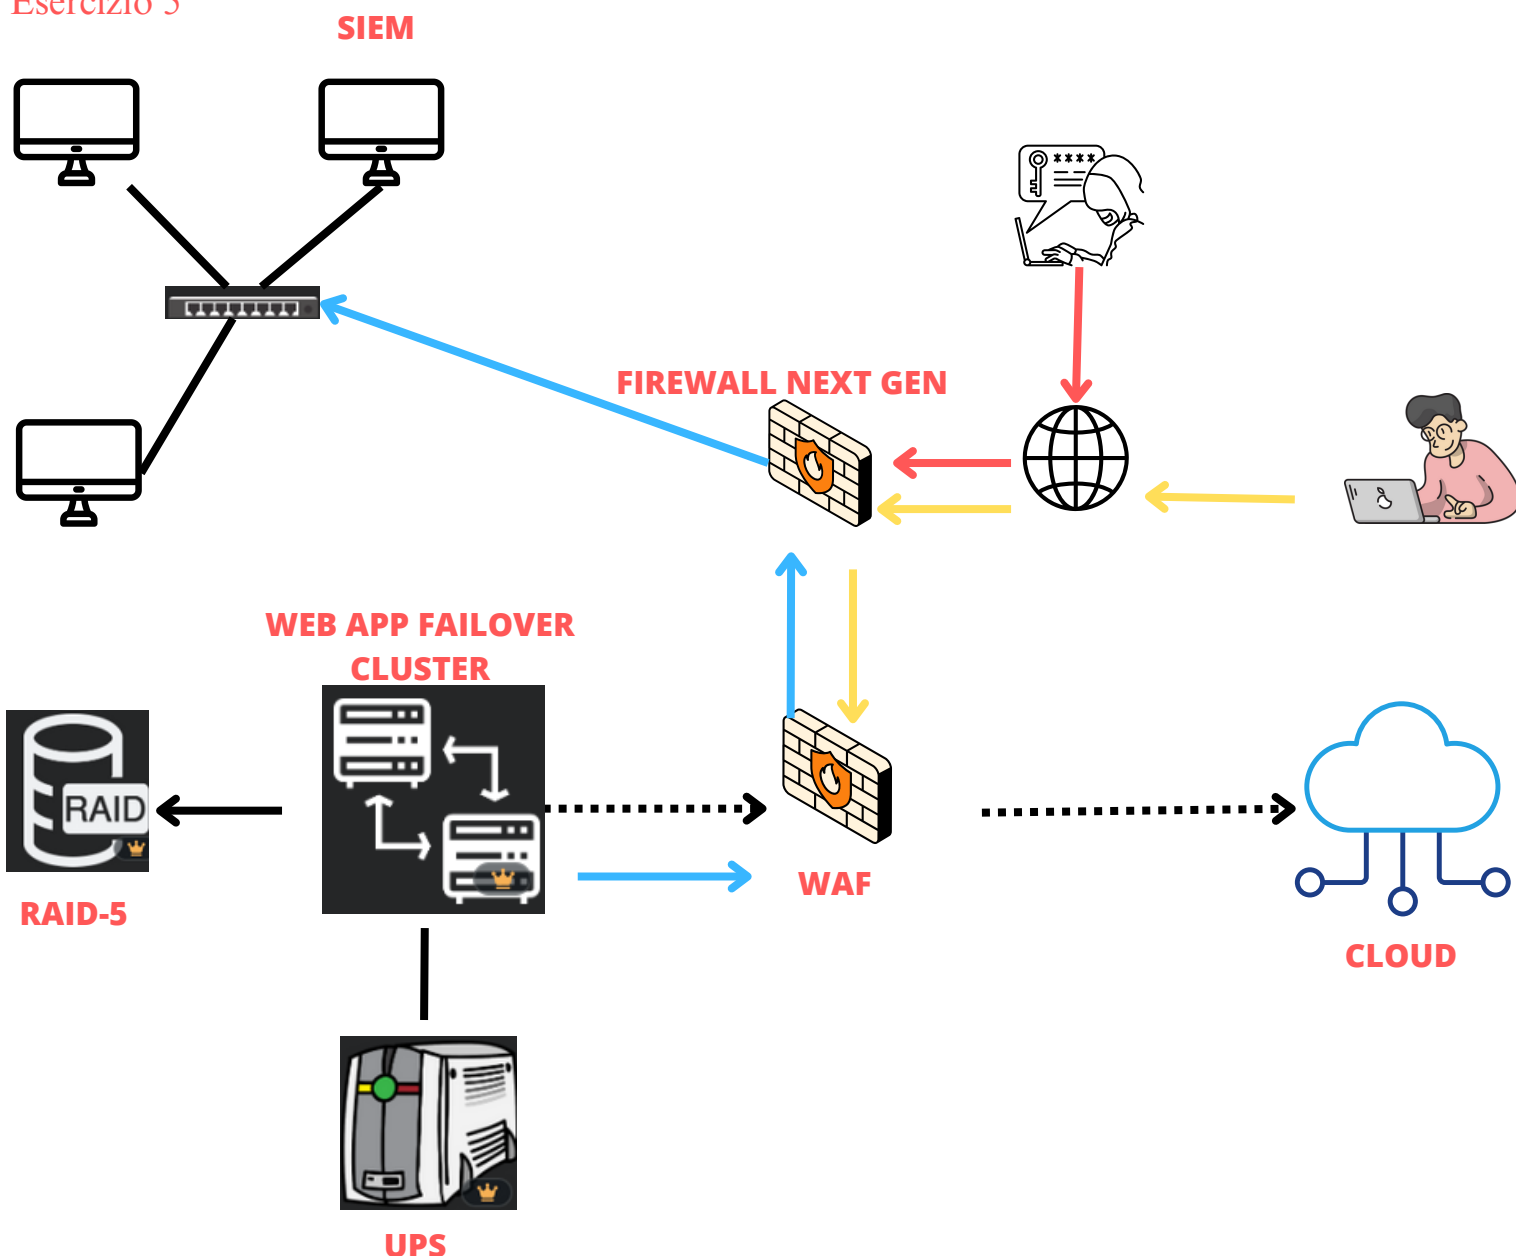 Esercizio 5
SIEM
****
FIREWALL NEXT GEN
WEB APP FAILOVER
CLUSTER
RAID
RAID-5
WAF
CLOUD
UPS